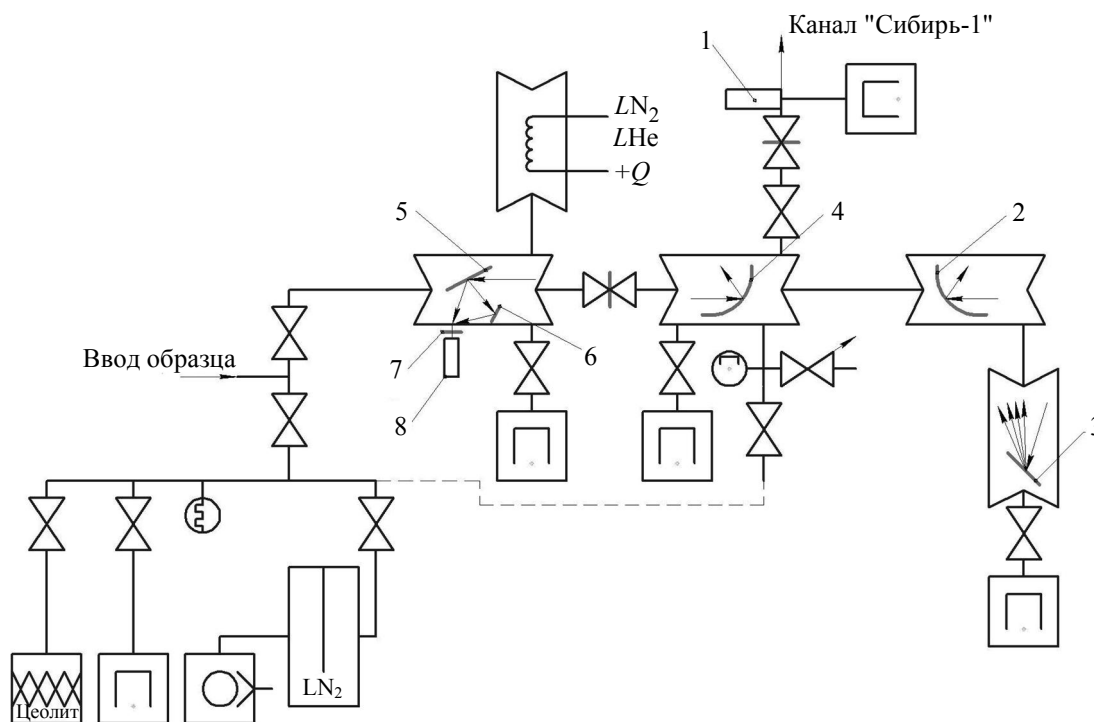 Канал "Сибирь-1"
1
LN₂
LHe
+Q
5
4
2
Ввод образца
7
6
8
3
LN₂
Цеолит